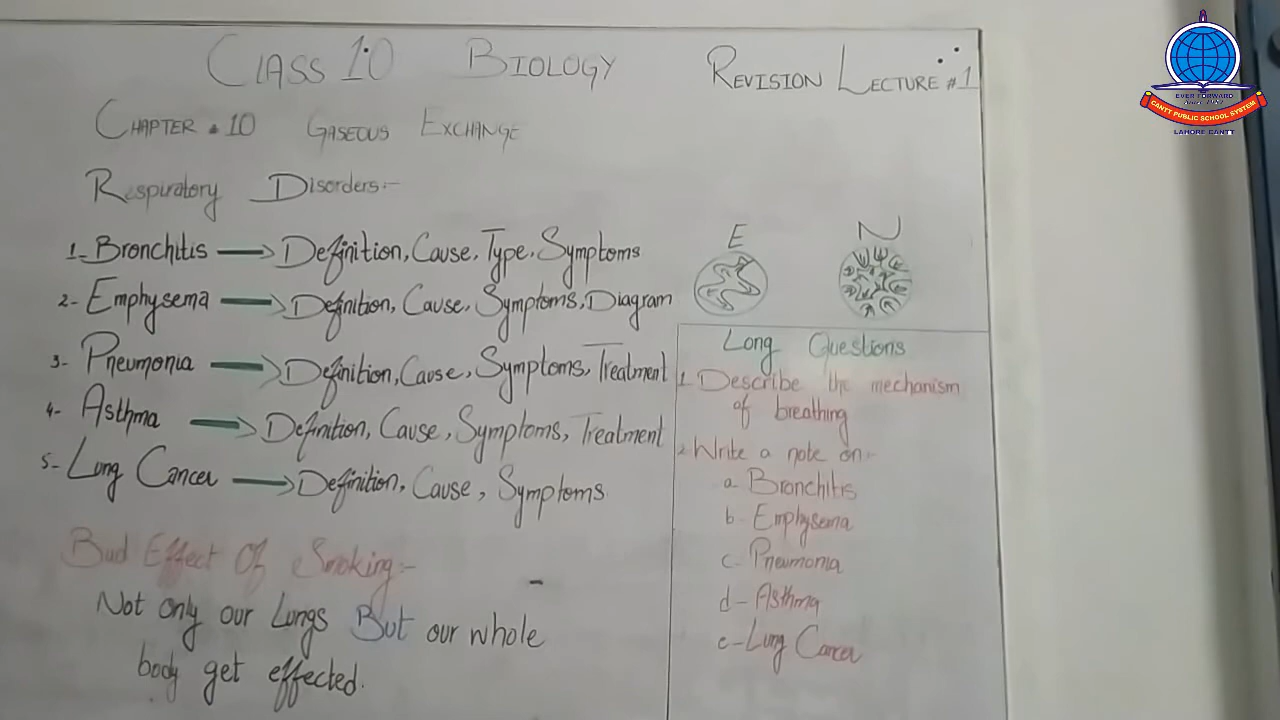 CLASS 10 BIOLOGY REVISION LECTURE #1
CHAPTER # 10 GASEOUS EXCHANGE
Respiratory Disorders:-
1- Bronchitis → Definition, Cause, Type, Symptoms
2- Emphysema → Definition, Cause, Symptoms, Diagram
3- Pneumonia → Definition, Cause, Symptoms, Treatment
4- Asthma → Definition, Cause, Symptoms, Treatment
5- Lung Cancer → Definition, Cause, Symptoms
Bad Effect Of Smoking:-
Not only our Lungs But our whole
body get effected.
E N
Long Questions
1. Describe the mechanism
of breathing
2. Write a note on:-
a- Bronchitis
b- Emphysema
c- Pneumonia
d- Asthma
e- Lung Cancer
EVER FORWARD
CANTT PUBLIC SCHOOL SYSTEM
LAHORE CANTT